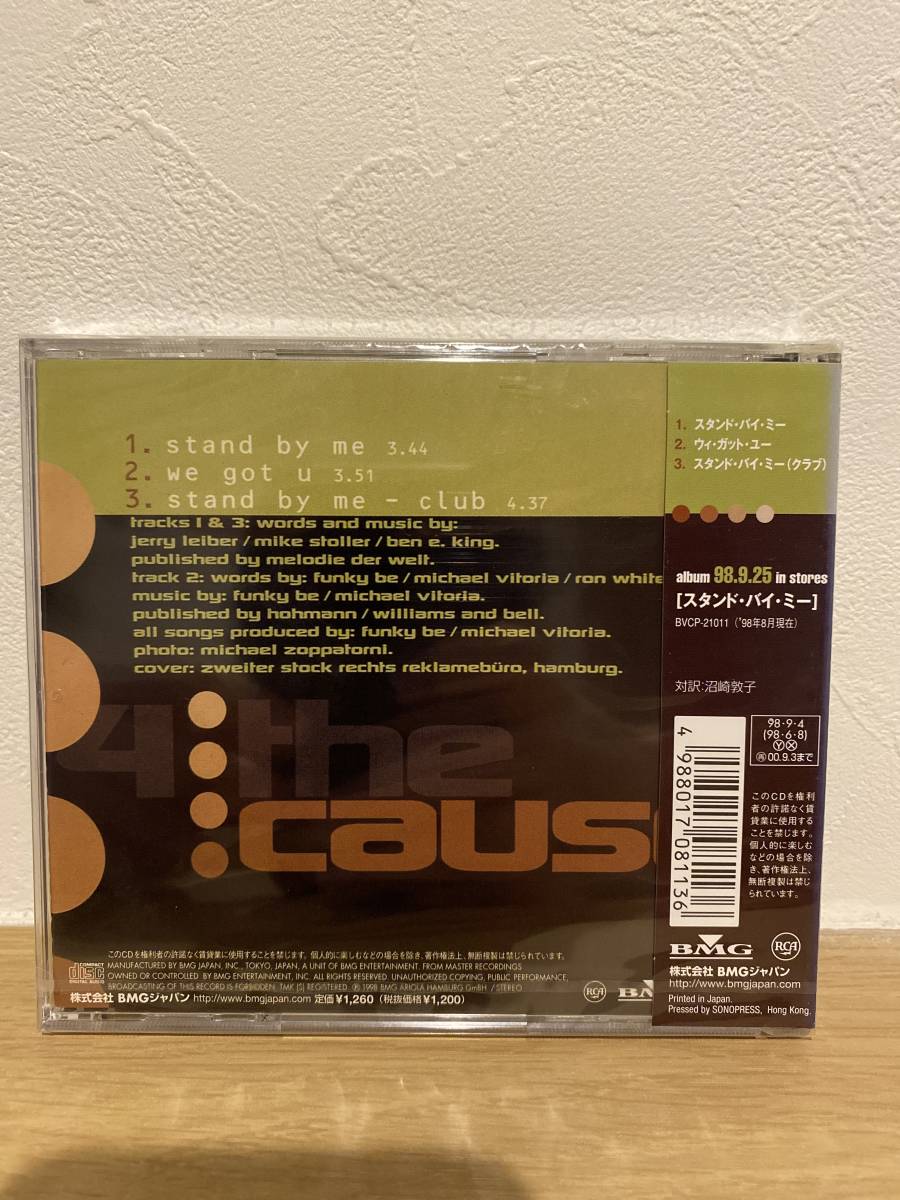 1. stand by me 3.44
2. we got u 3.51
3. stand by me - club 4.37
tracks 1 & 3: words and music by:
jerry leiber / mike stoller / ben e. king.
published by melodie der welt.
track 2: words by: funky be / michael vitoria / ron white
music by: funky be / michael vitoria.
published by hohmann / williams and bell.
all songs produced by: funky be / michael vitoria.
photo: michael zoppatorni.
cover: zweiter stock rechts reklamebüro, hamburg.
4 the
cause
このCDを権利者の許諾なく賃貸業に使用することを禁じます。個人的に楽しむなどの場合を除き、著作権法上、無断複製は禁じられています。
COMPACT
disc
DIGITAL AUDIO
MANUFACTURED BY BMG JAPAN, INC., TOKYO, JAPAN, A UNIT OF BMG ENTERTAINMENT. FROM MASTER RECORDINGS
OWNED OR CONTROLLED BY BMG ENTERTAINMENT, INC. ALL RIGHTS RESERVED. UNAUTHORIZED COPYING, PUBLIC PERFORMANCE,
BROADCASTING OF THIS RECORD IS FORBIDDEN. TMK (S) REGISTERED. Ⓟ 1998 BMG ARIOLA HAMBURG GmbH / STEREO
株式会社 BMGジャパン http://www.bmgjapan.com 定価¥1,260 (税抜価格¥1,200)
RCA
BM
1. スタンド・バイ・ミー
2. ウィ・ガット・ユー
3. スタンド・バイ・ミー(クラブ)
album 98.9.25 in stores
[スタンド・バイ・ミー]
BVCP-21011 ('98年8月現在)
対訳:沼崎敦子
4 988017 081136
98・9・4
(98・6・8)
Ⓨ Ⓧ
㋮00.9.3まで
このCDを権利
者の許諾なく賃
貸業に使用する
ことを禁じます。
個人的に楽しむ
などの場合を除
き、著作権法上、
無断複製は禁じ
られています。
BMG
RCA
株式会社 BMGジャパン
http://www.bmgjapan.com
Printed in Japan.
Pressed by SONOPRESS, Hong Kong.